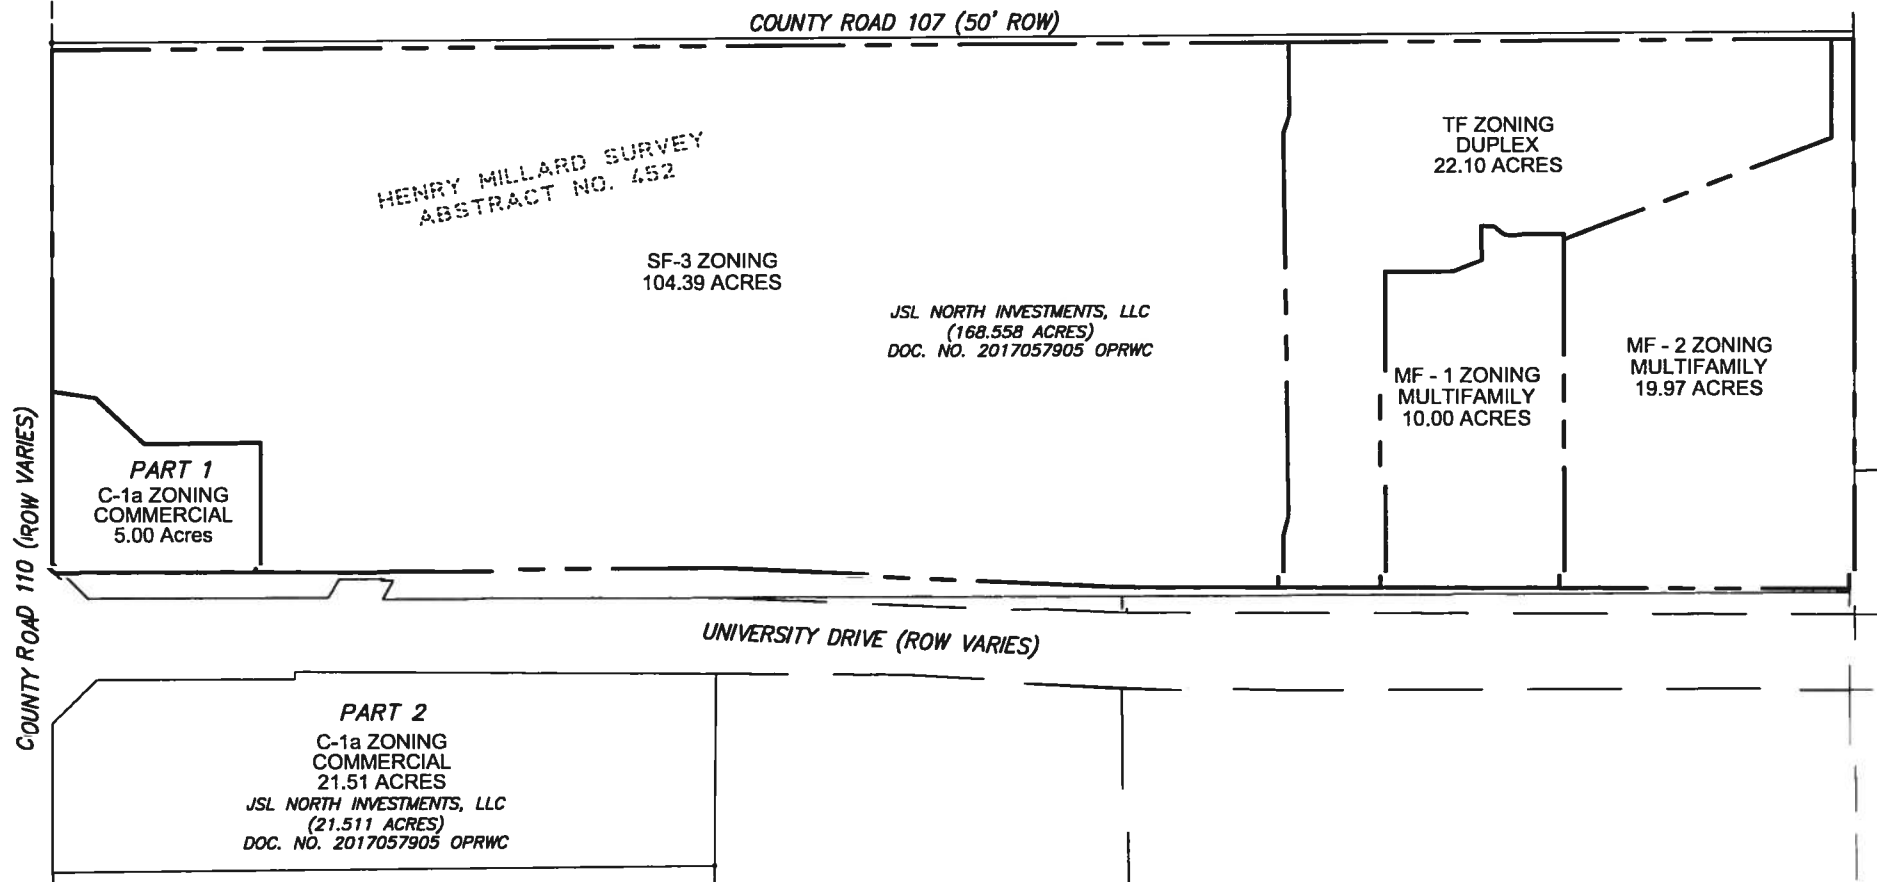 COUNTY ROAD 107 (50' ROW)
HENRY MILLARD SURVEY
ABSTRACT NO. 452
TF ZONING
DUPLEX
22.10 ACRES
SF-3 ZONING
104.39 ACRES
JSL NORTH INVESTMENTS, LLC
(168.558 ACRES)
DOC. NO. 2017057905 OPRWC
MF - 1 ZONING
MULTIFAMILY
10.00 ACRES
MF - 2 ZONING
MULTIFAMILY
19.97 ACRES
PART 1
C-1a ZONING
COMMERCIAL
5.00 Acres
COUNTY ROAD 110 (ROW VARIES)
UNIVERSITY DRIVE (ROW VARIES)
PART 2
C-1a ZONING
COMMERCIAL
21.51 ACRES
JSL NORTH INVESTMENTS, LLC
(21.511 ACRES)
DOC. NO. 2017057905 OPRWC